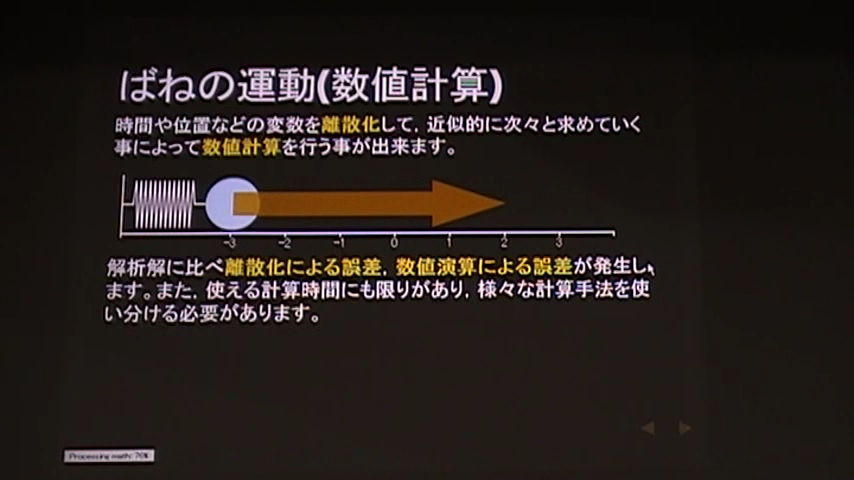 ばねの運動(数値計算)
時間や位置などの変数を離散化して, 近似的に次々と求めていく
事によって数値計算を行う事が出来ます。
-3 -2 -1 0 1 2 3
解析解に比べ離散化による誤差, 数値演算による誤差が発生し
ます。また, 使える計算時間にも限りがあり, 様々な計算手法を使
い分ける必要があります。
Processing math: 76%